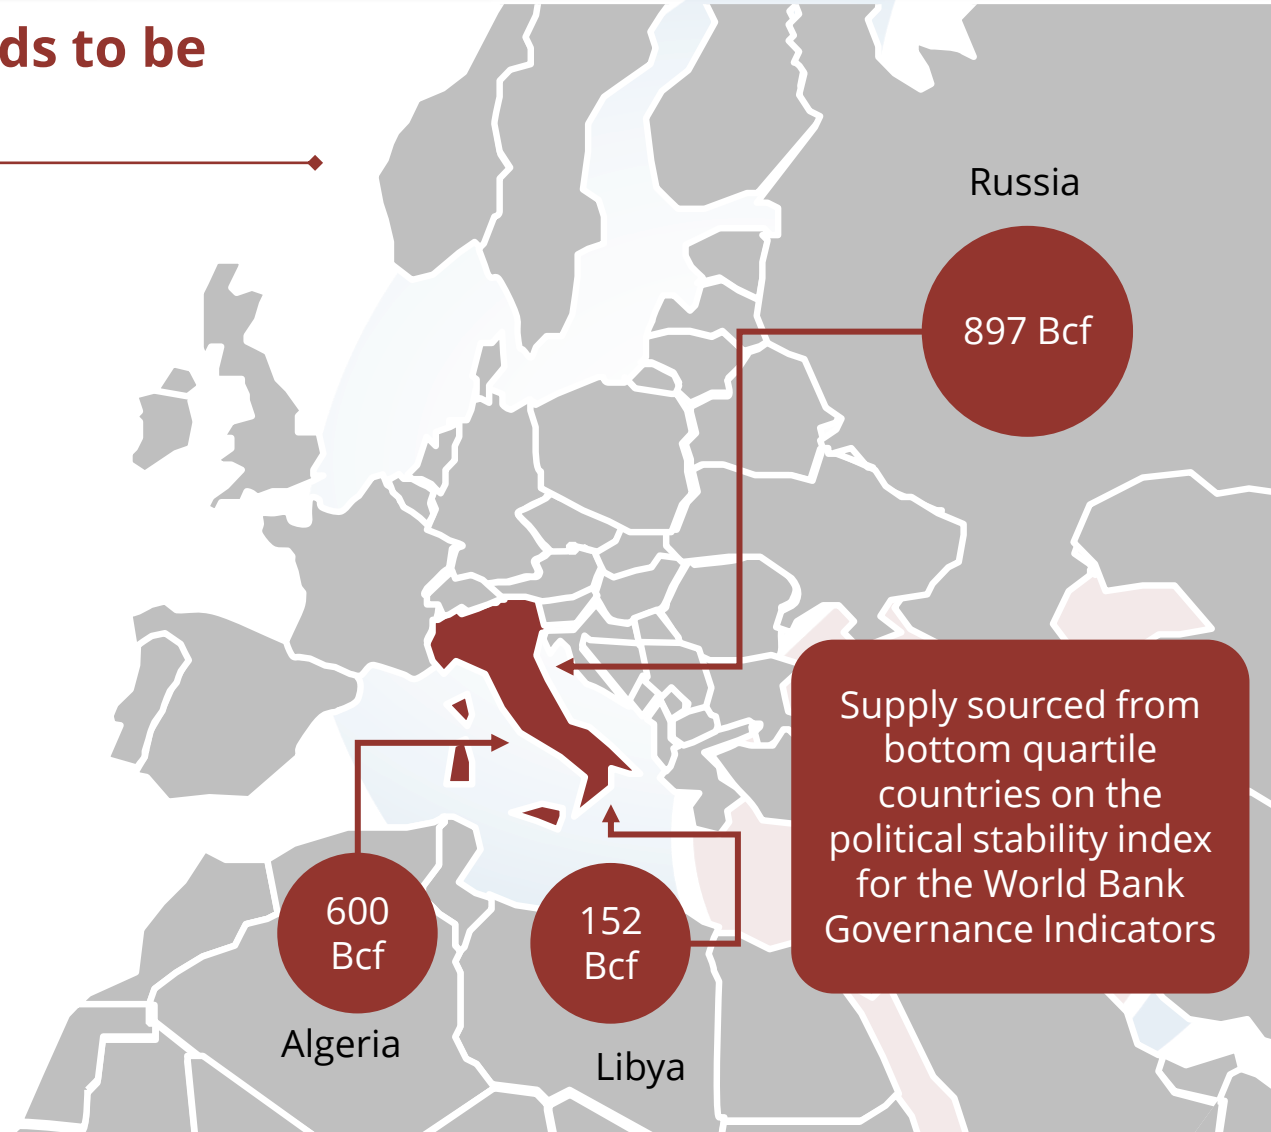 ds to be
Russia
897 Bcf
Supply sourced from
bottom quartile
countries on the
political stability index
for the World Bank
Governance Indicators
600
Bcf
Algeria
152
Bcf
Libya